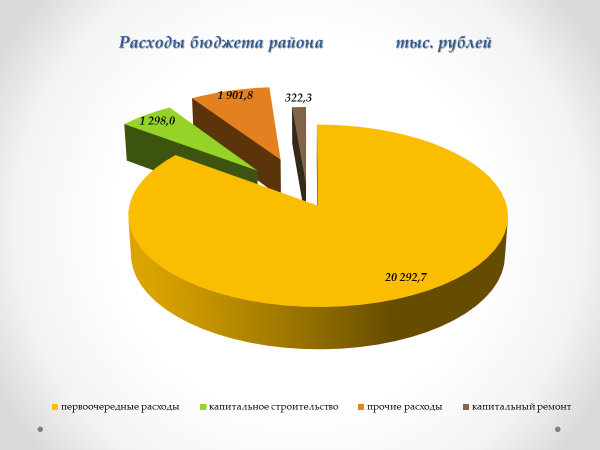 Расходы бюджета района тыс. рублей
1 901,8
322,3
1 298,0
20 292,7
первоочередные расходы
капитальное строительство
прочие расходы
капитальный ремонт